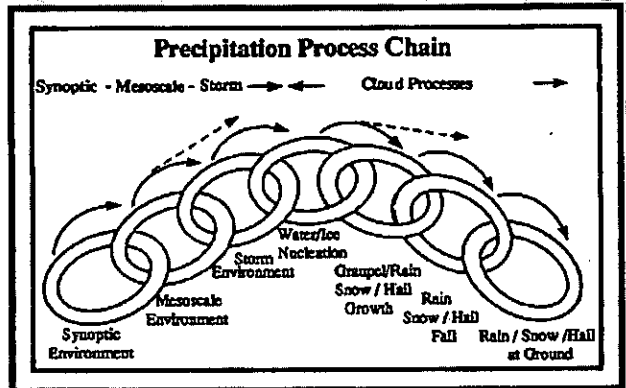 Precipitation Process Chain
Synoptic - Mesoscale - Storm
Cloud Processes
Synoptic
Environment
Mesoscale
Environment
Storm
Environment
Water/Ice
Nucleation
Graupel/Rain
Snow / Hail
Growth
Rain
Snow / Hail
Fall
Rain / Snow /Hail
at Ground